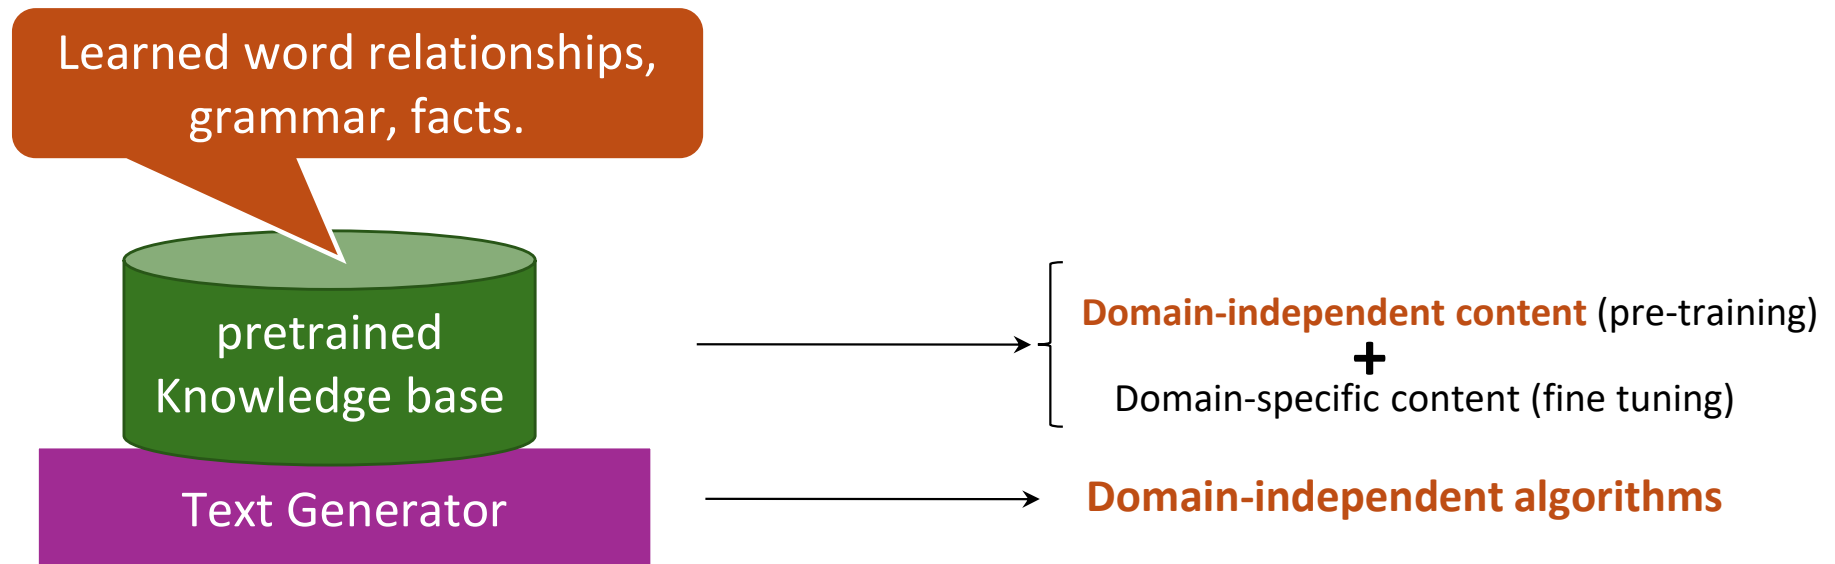 Learned word relationships,
grammar, facts.
pretrained
Knowledge base
Text Generator
Domain-independent content (pre-training)
+
Domain-specific content (fine tuning)
Domain-independent algorithms